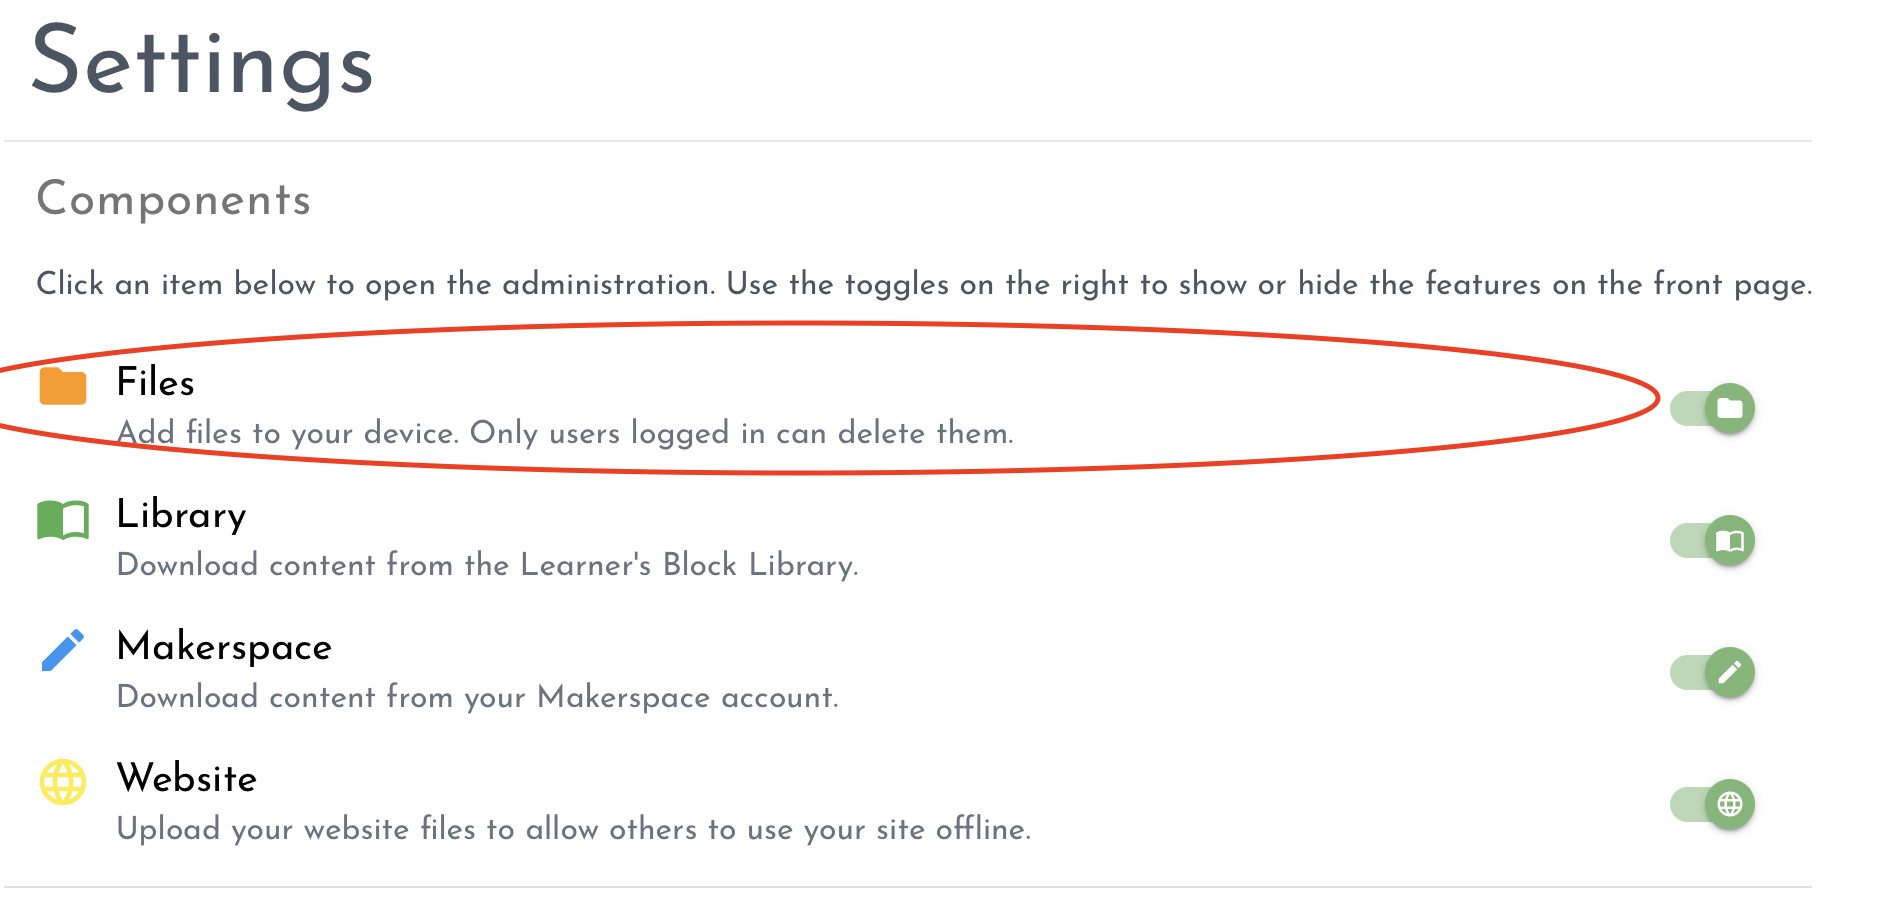 Settings
Components
Click an item below to open the administration. Use the toggles on the right to show or hide the features on the front page.
Files
Add files to your device. Only users logged in can delete them.
Library
Download content from the Learner's Block Library.
Makerspace
Download content from your Makerspace account.
Website
Upload your website files to allow others to use your site offline.